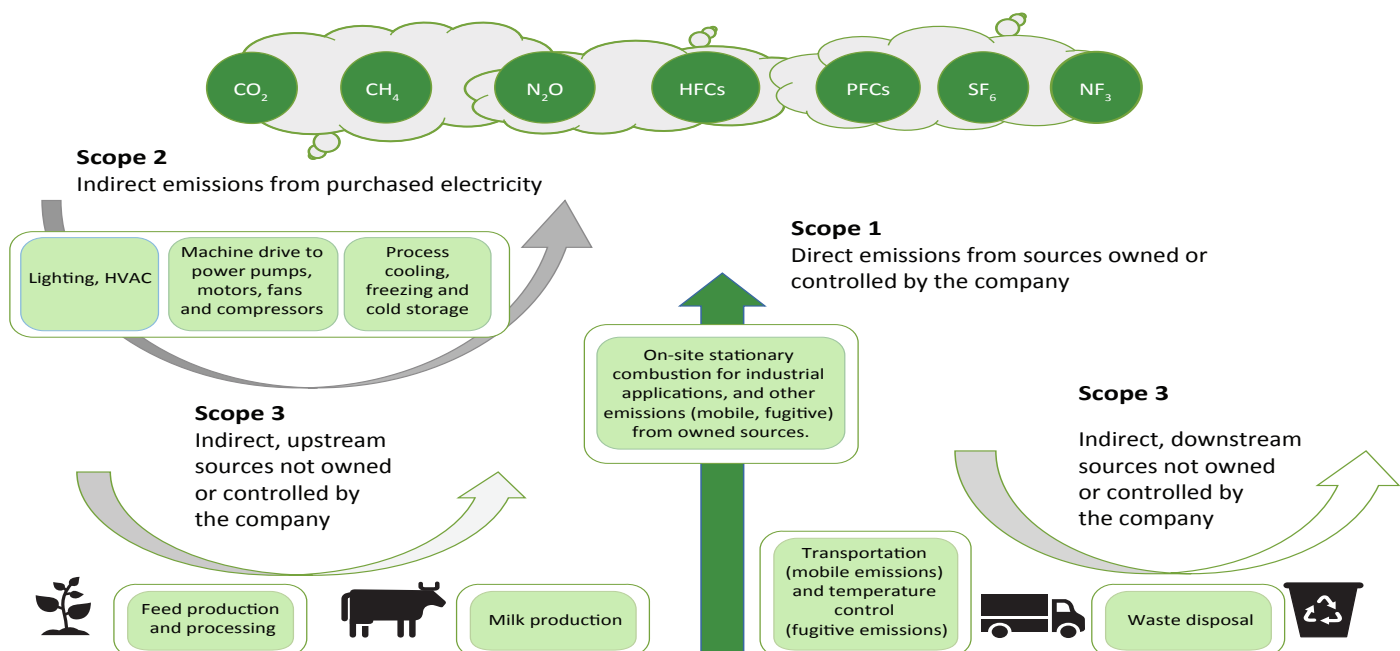 CO₂
CH₄
N₂O
HFCs
PFCs
SF₆
NF₃
Scope 2
Indirect emissions from purchased electricity
Lighting, HVAC
Machine drive to
power pumps,
motors, fans
and compressors
Process
cooling,
freezing and
cold storage
Scope 1
Direct emissions from sources owned or
controlled by the company
On-site stationary
combustion for industrial
applications, and other
emissions (mobile, fugitive)
from owned sources.
Scope 3
Indirect, upstream
sources not owned
or controlled by
the company
Feed production
and processing
Milk production
Scope 3
Indirect, downstream
sources not owned
or controlled by
the company
Transportation
(mobile emissions)
and temperature
control
(fugitive emissions)
Waste disposal